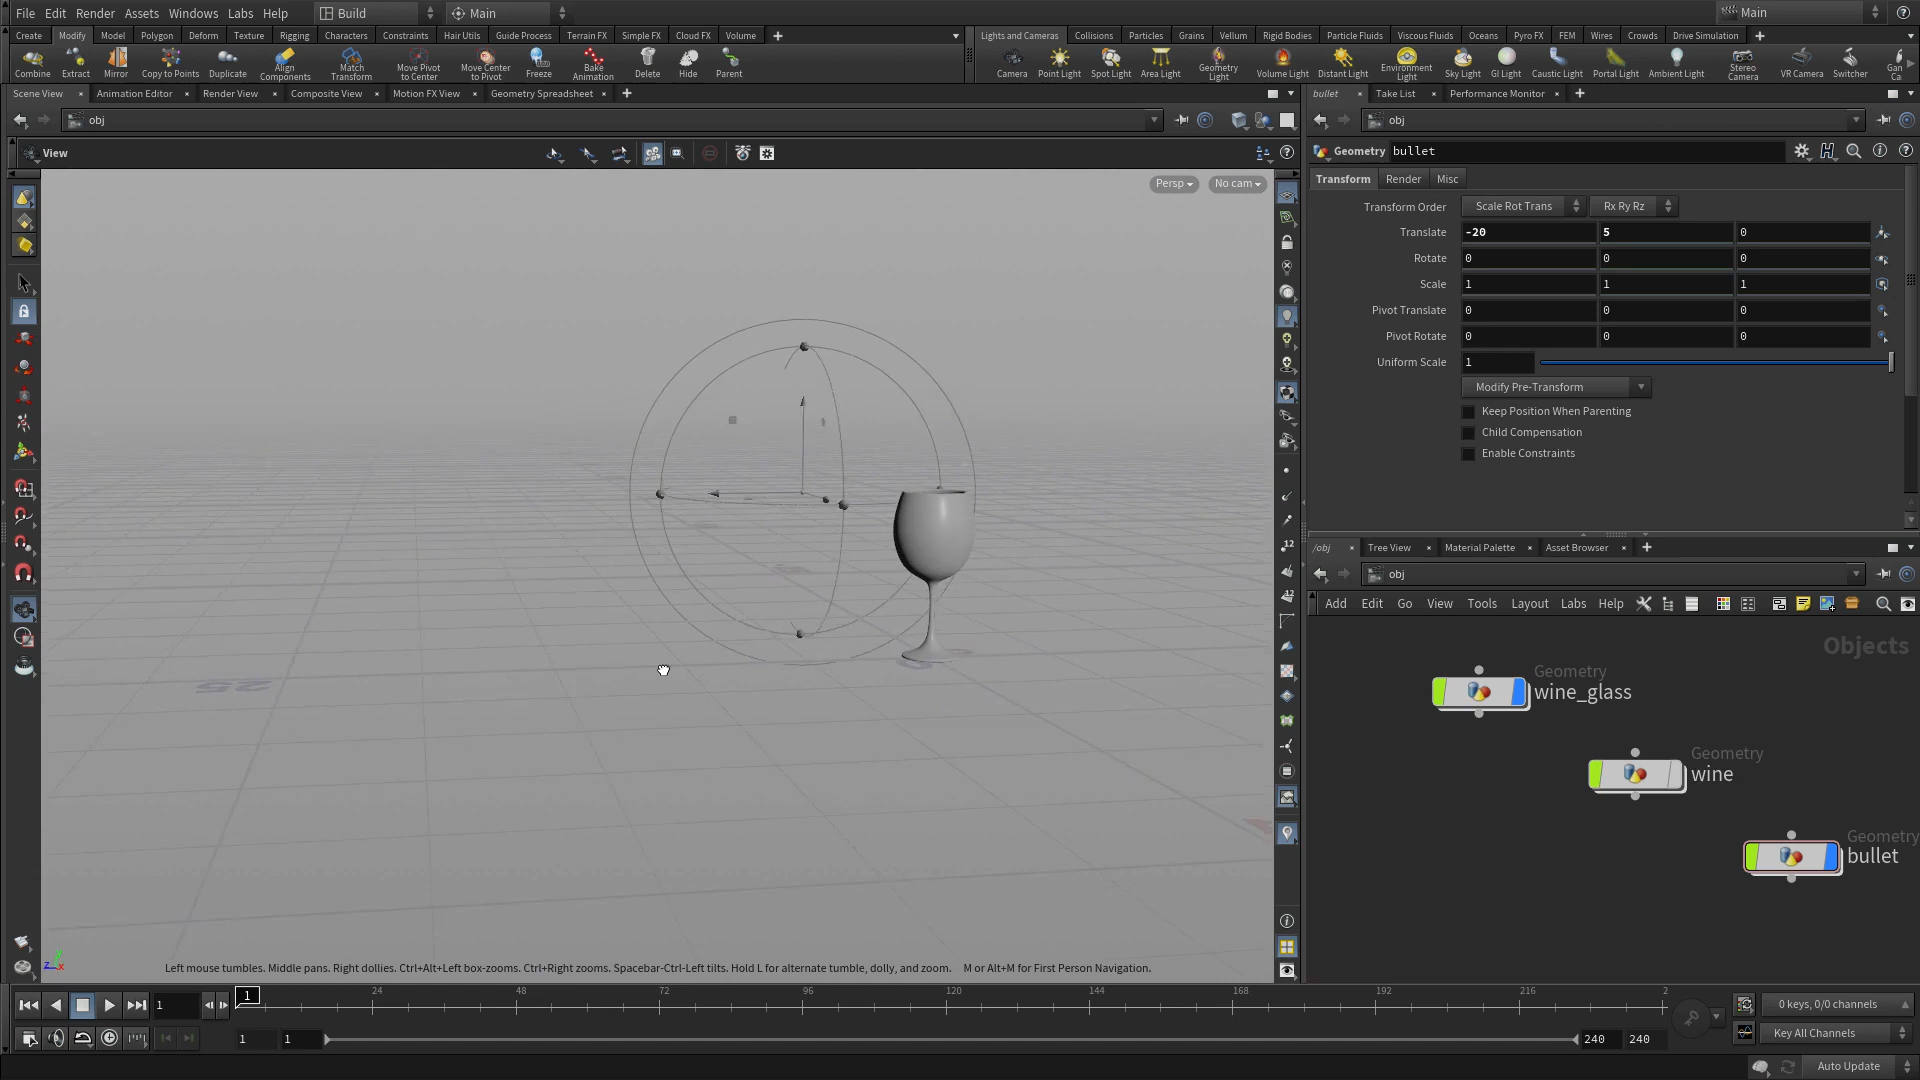 File Edit Render Assets Windows Labs Help Build Main Main
Create Modify Model Polygon Deform Texture Rigging Characters Constraints Hair Utils Guide Process Terrain FX Simple FX Cloud FX Volume
Lights and Cameras Collisions Particles Grains Vellum Rigid Bodies Particle Fluids Viscous Fluids Oceans Pyro FX FEM Wires Crowds Drive Simulation
Combine Extract Mirror Copy to Points Duplicate Align Components Match Transform Move Pivot to Center Move Center to Pivot Freeze Bake Animation Delete Hide Parent
Camera Point Light Spot Light Area Light Geometry Light Volume Light Distant Light Environment Light Sky Light GI Light Caustic Light Portal Light Ambient Light Stereo Camera VR Camera Switcher Gan Ca
Scene View Animation Editor Render View Composite View Motion FX View Geometry Spreadsheet
bullet Take List Performance Monitor
obj
obj
View
Geometry bullet
Persp No cam
Transform Render Misc
Transform Order Scale Rot Trans Rx Ry Rz
Translate -20 5 0
Rotate 0 0 0
Scale 1 1 1
Pivot Translate 0 0 0
Pivot Rotate 0 0 0
Uniform Scale 1
Modify Pre-Transform
Keep Position When Parenting
Child Compensation
Enable Constraints
/obj Tree View Material Palette Asset Browser
obj
Add Edit Go View Tools Layout Labs Help
Objects
Geometry
wine_glass
Geometry
wine
Geometry
bullet
12
12
25
z y x
Left mouse tumbles. Middle pans. Right dollies. Ctrl+Alt+Left box-zooms. Ctrl+Right zooms. Spacebar-Ctrl-Left tilts. Hold L for alternate tumble, dolly, and zoom. M or Alt+M for First Person Navigation.
1 1 24 48 72 96 120 144 168 192 216 2
0 keys, 0/0 channels
1 1 240 240
Key All Channels
Auto Update